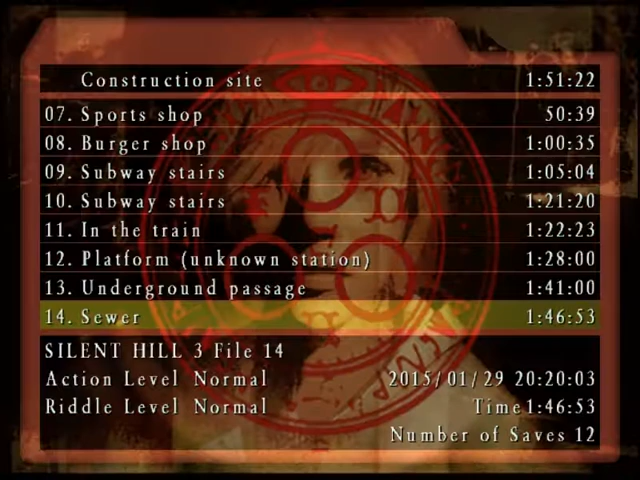 Construction site 1:51:22
07. Sports shop 50:39
08. Burger shop 1:00:35
09. Subway stairs 1:05:04
10. Subway stairs 1:21:20
11. In the train 1:22:23
12. Platform (unknown station) 1:28:00
13. Underground passage 1:41:00
14. Sewer 1:46:53
SILENT HILL 3 File 14
Action Level Normal 2015/01/29 20:20:03
Riddle Level Normal Time 1:46:53
Number of Saves 12